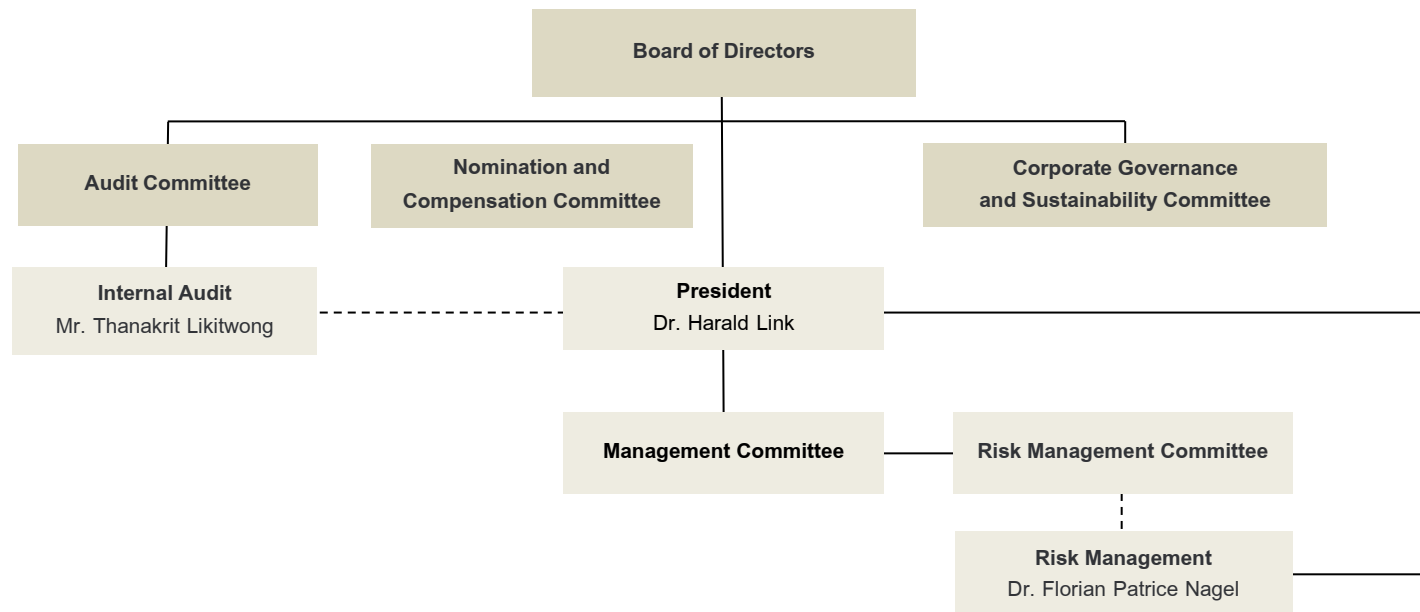 Board of Directors
Audit Committee
Nomination and
Compensation Committee
Corporate Governance
and Sustainability Committee
Internal Audit
Mr. Thanakrit Likitwong
President
Dr. Harald Link
Management Committee
Risk Management Committee
Risk Management
Dr. Florian Patrice Nagel